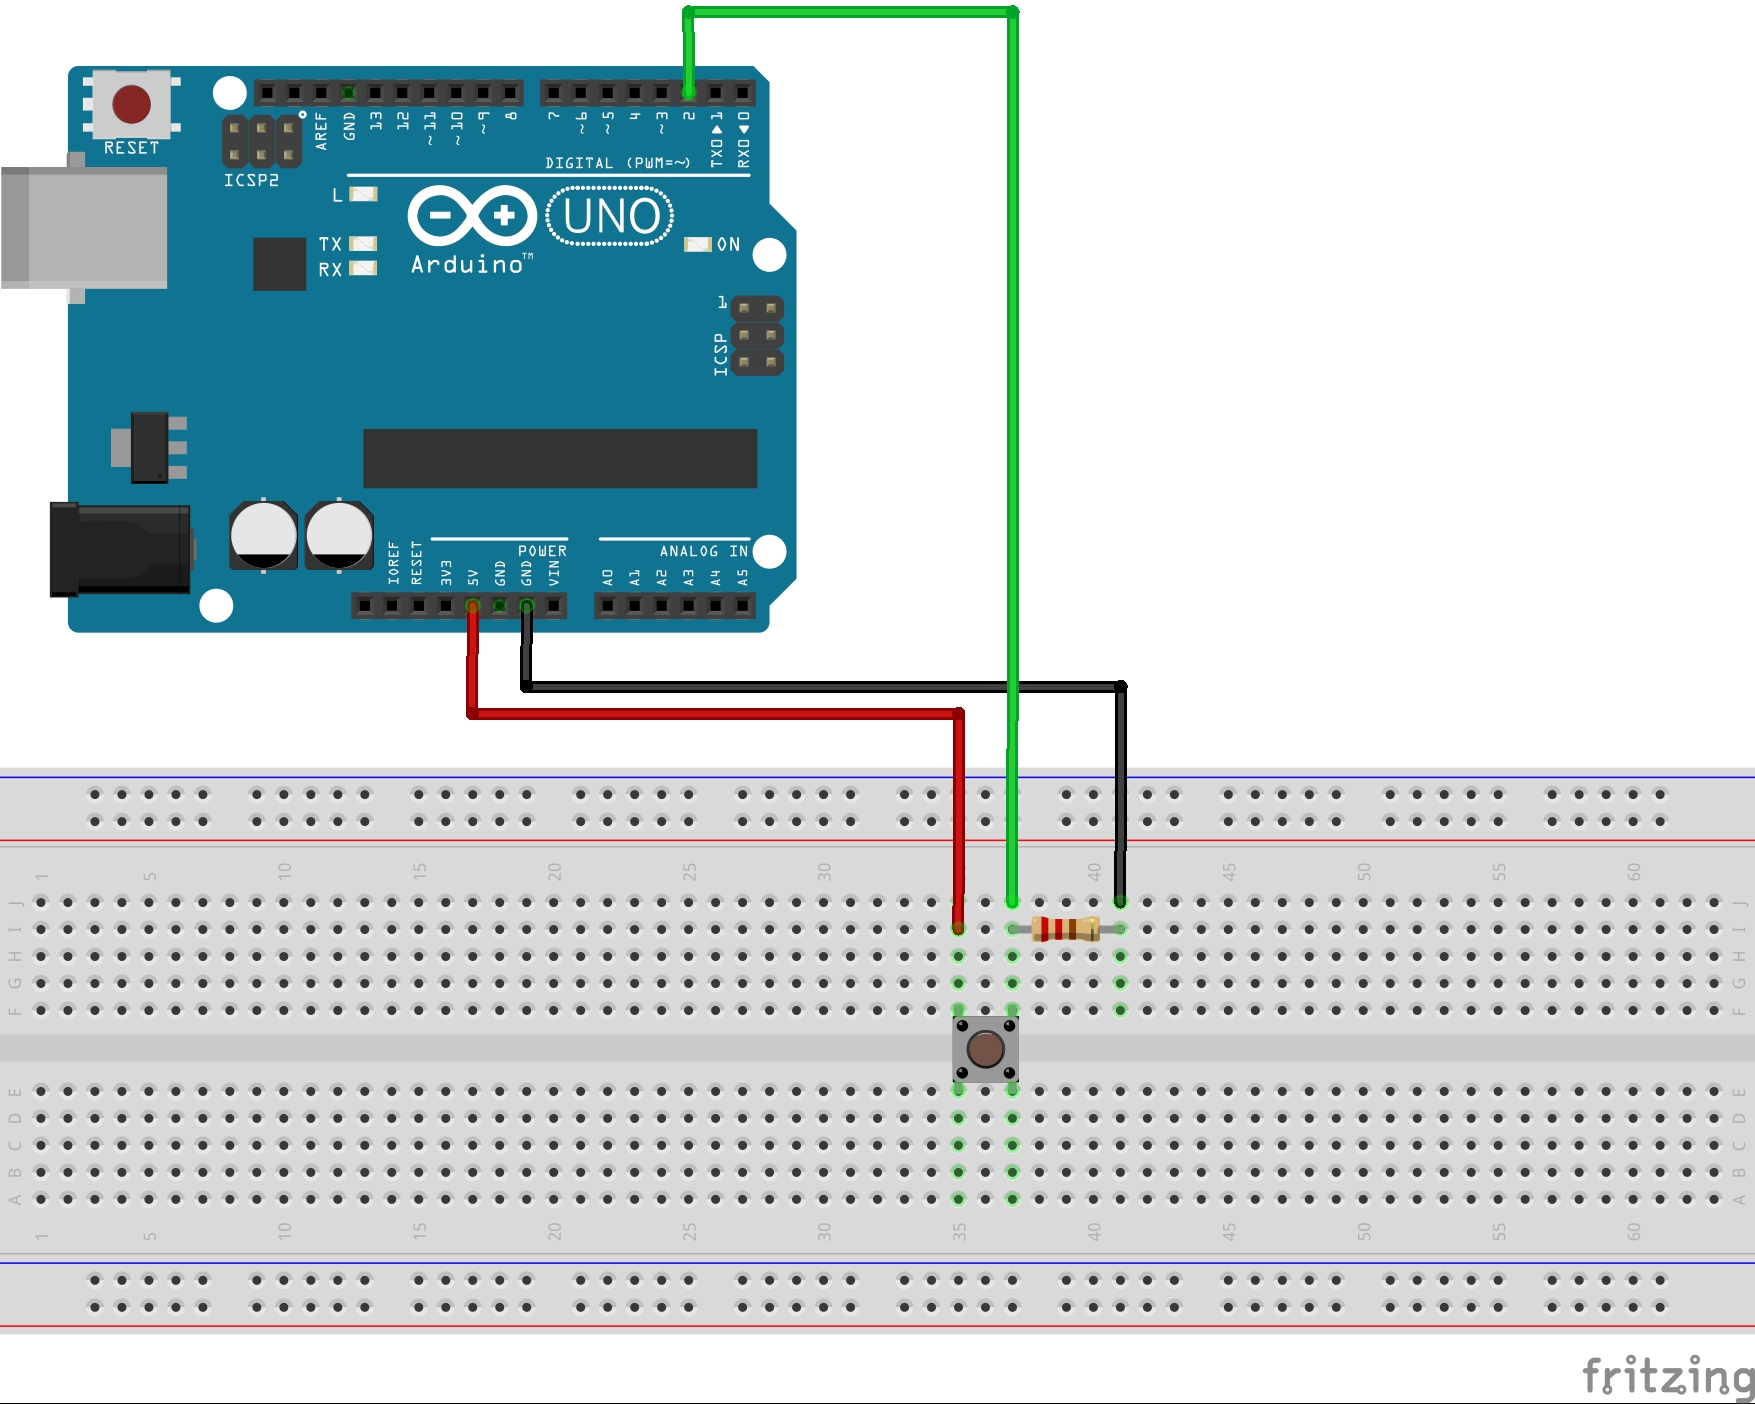 RESET
ICSP2
AREF
GND
13
12
~11
~10
~9
8
7
~6
~5
4
~3
2
TX0▶1
RX0◀0
DIGITAL (PWM=~)
L
TX
RX
Arduino™
UNO
ON
1
ICSP
IOREF
RESET
3V3
5V
GND
GND
VIN
POWER
A0
A1
A2
A3
A4
A5
ANALOG IN
1 5 10 15 20 25 30 40 45 50 55 60
J J
I I
H H
G G
F F
E E
D D
C C
B B
A A
1 5 10 15 20 25 30 35 40 45 50 55 60
fritzing